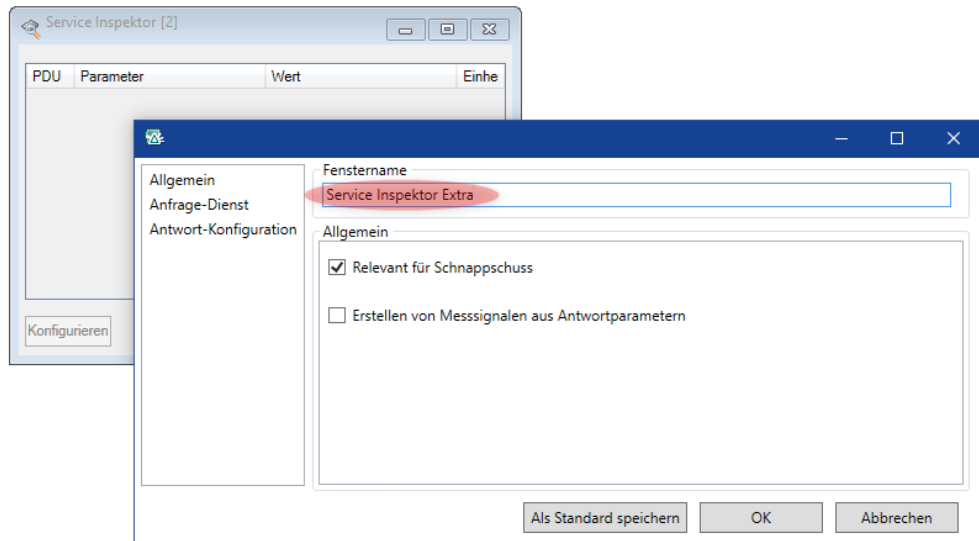 Service Inspektor [2]
PDU Parameter Wert Einhe
Konfigurieren
Allgemein
Anfrage-Dienst
Antwort-Konfiguration
Fenstername
Service Inspektor Extra
Allgemein
Relevant für Schnappschuss
Erstellen von Messsignalen aus Antwortparametern
Als Standard speichern OK Abbrechen